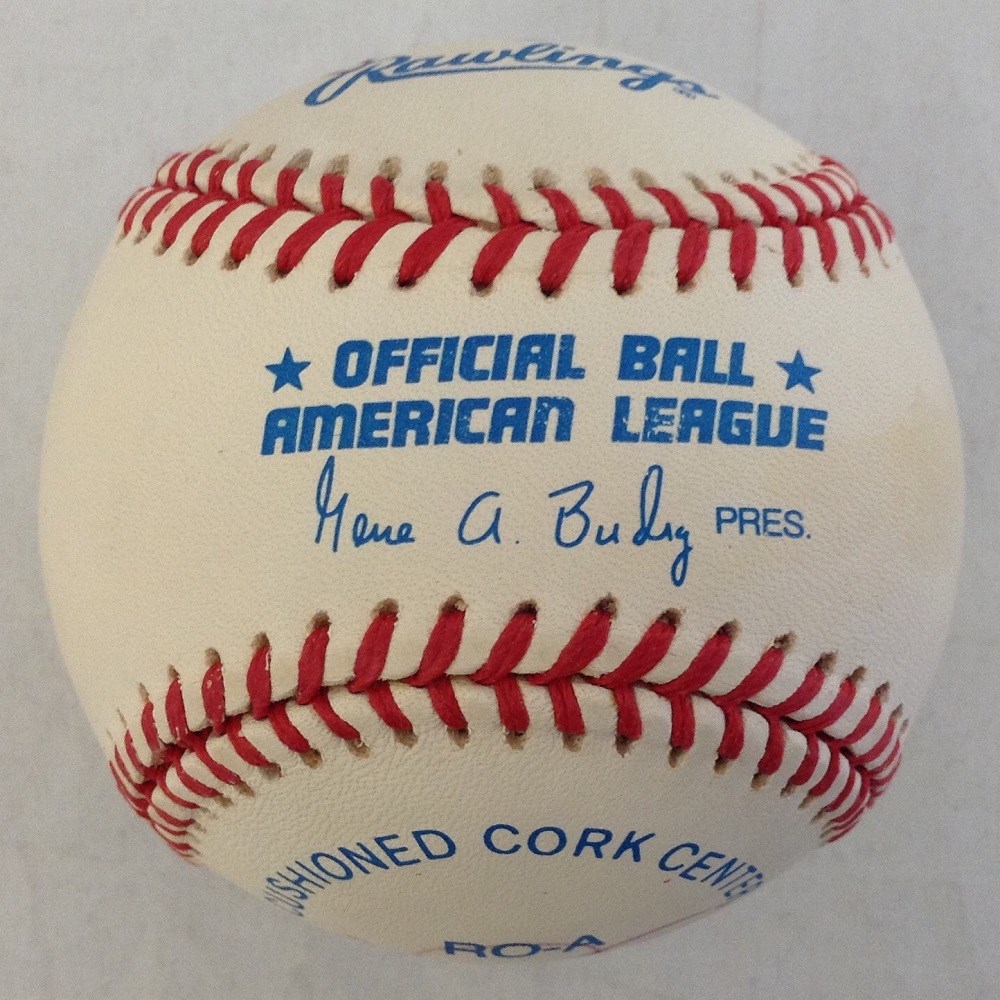 Rawlings®
★ OFFICIAL BALL ★
AMERICAN LEAGUE
Gene A. Budig PRES.
CUSHIONED CORK CENTER
RO-A